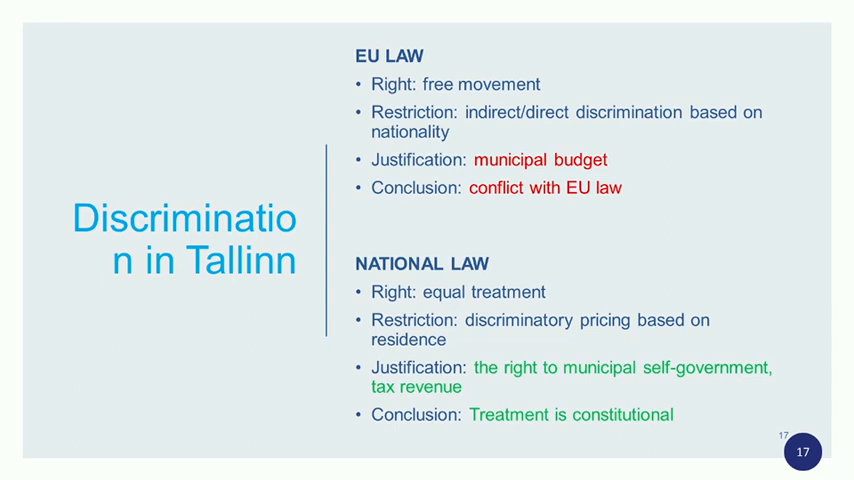 Discriminatio
n in Tallinn
EU LAW
• Right: free movement
• Restriction: indirect/direct discrimination based on
nationality
• Justification: municipal budget
• Conclusion: conflict with EU law
NATIONAL LAW
• Right: equal treatment
• Restriction: discriminatory pricing based on
residence
• Justification: the right to municipal self-government,
tax revenue
• Conclusion: Treatment is constitutional
17
17